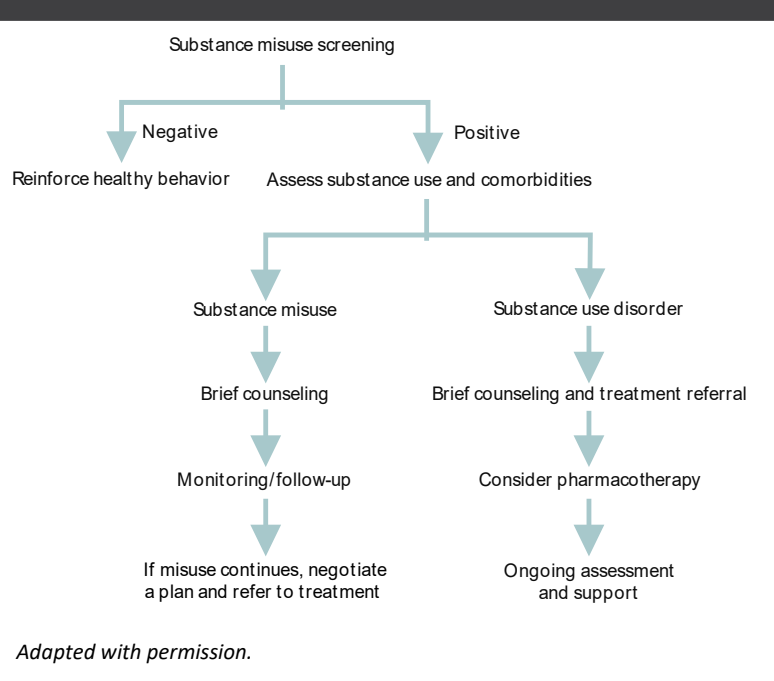 Substance misuse screening
Negative
Positive
Reinforce healthy behavior
Assess substance use and comorbidities
Substance misuse
Substance use disorder
Brief counseling
Brief counseling and treatment referral
Monitoring/follow-up
Consider pharmacotherapy
If misuse continues, negotiate
a plan and refer to treatment
Ongoing assessment
and support
Adapted with permission.